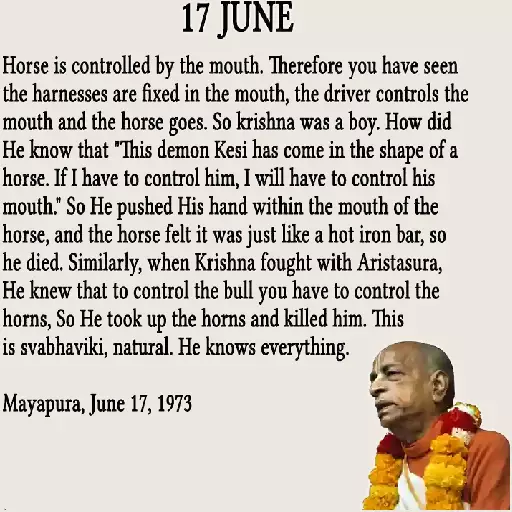 17 JUNE
Horse is controlled by the mouth. Therefore you have seen
the harnesses are fixed in the mouth, the driver controls the
mouth and the horse goes. So krishna was a boy. How did
He know that "This demon Kesi has come in the shape of a
horse. If I have to control him, I will have to control his
mouth." So He pushed His hand within the mouth of the
horse, and the horse felt it was just like a hot iron bar, so
he died. Similarly, when Krishna fought with Aristasura,
He knew that to control the bull you have to control the
horns, So He took up the horns and killed him. This
is svabhaviki, natural. He knows everything.
Mayapura, June 17, 1973